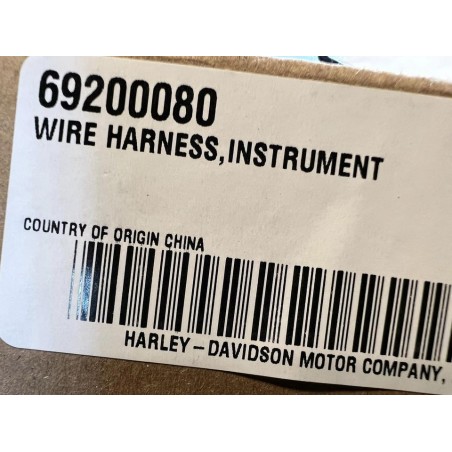 69200080
WIRE HARNESS,INSTRUMENT
COUNTRY OF ORIGIN CHINA
HARLEY-DAVIDSON MOTOR COMPANY,